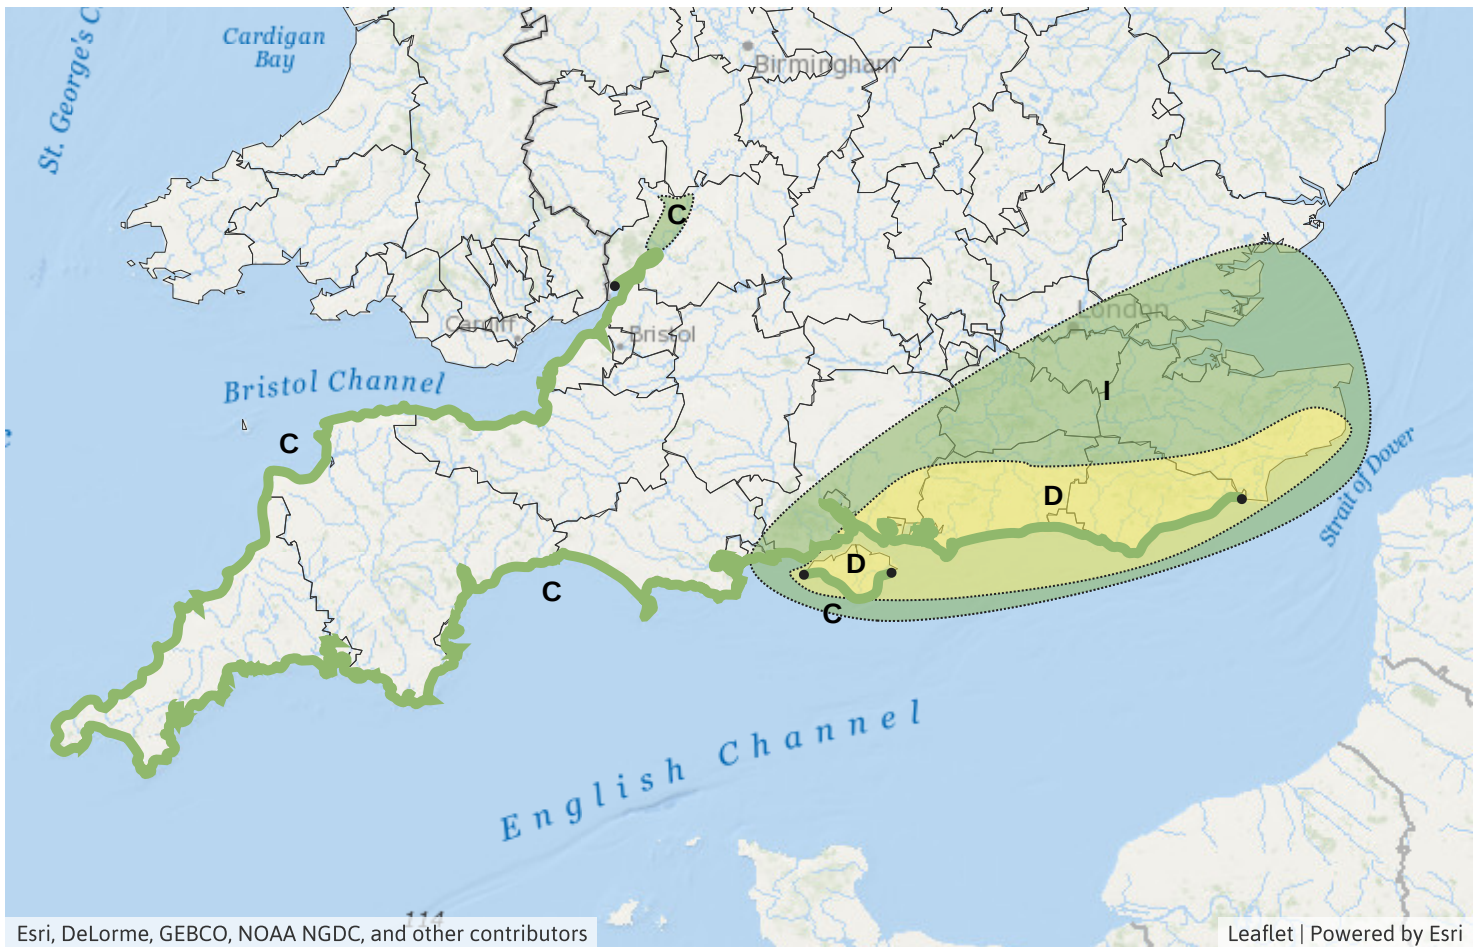 St. George's C
Cardigan
Bay
Birmingham
C
Cardiff
Bristol
London
Bristol Channel
I
C
Strait of Dover
D
D
C
C
English Channel
114
Esri, DeLorme, GEBCO, NOAA NGDC, and other contributors
Leaflet | Powered by Esri